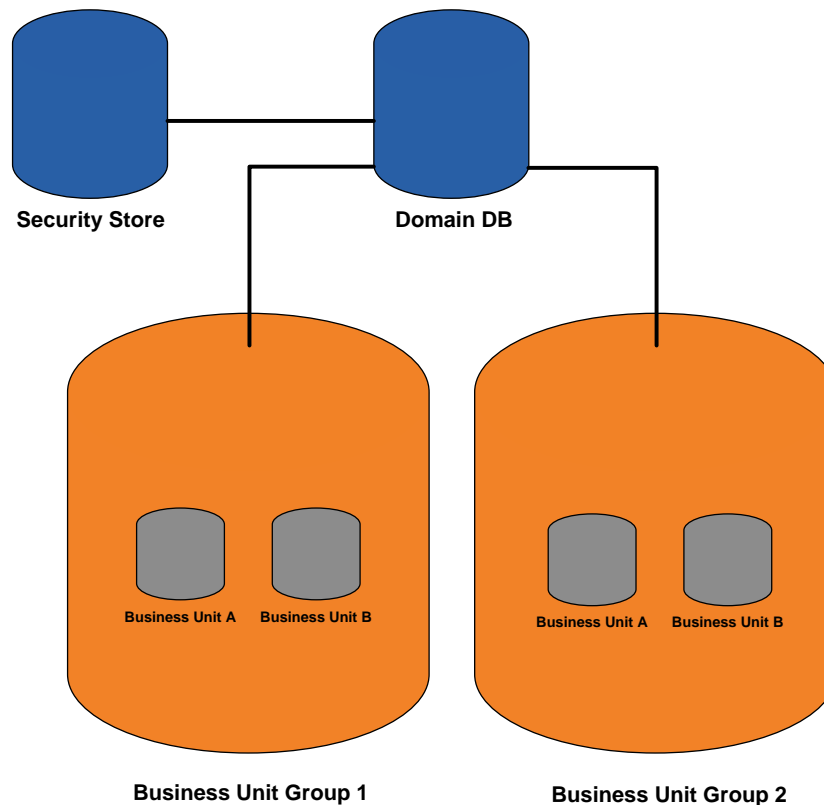 Security Store
Domain DB
Business Unit A
Business Unit B
Business Unit A
Business Unit B
Business Unit Group 1
Business Unit Group 2